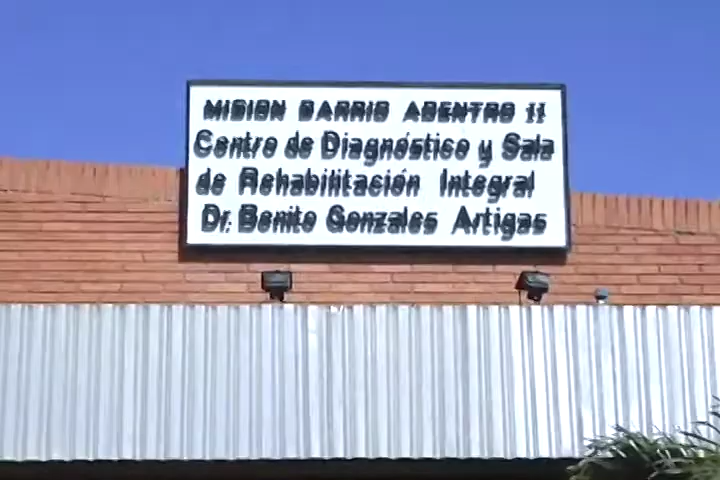 MISION BARRIO ADENTRO II
Centro de Diagnóstico y Sala
de Rehabilitación Integral
Dr. Benito Gonzales Artigas